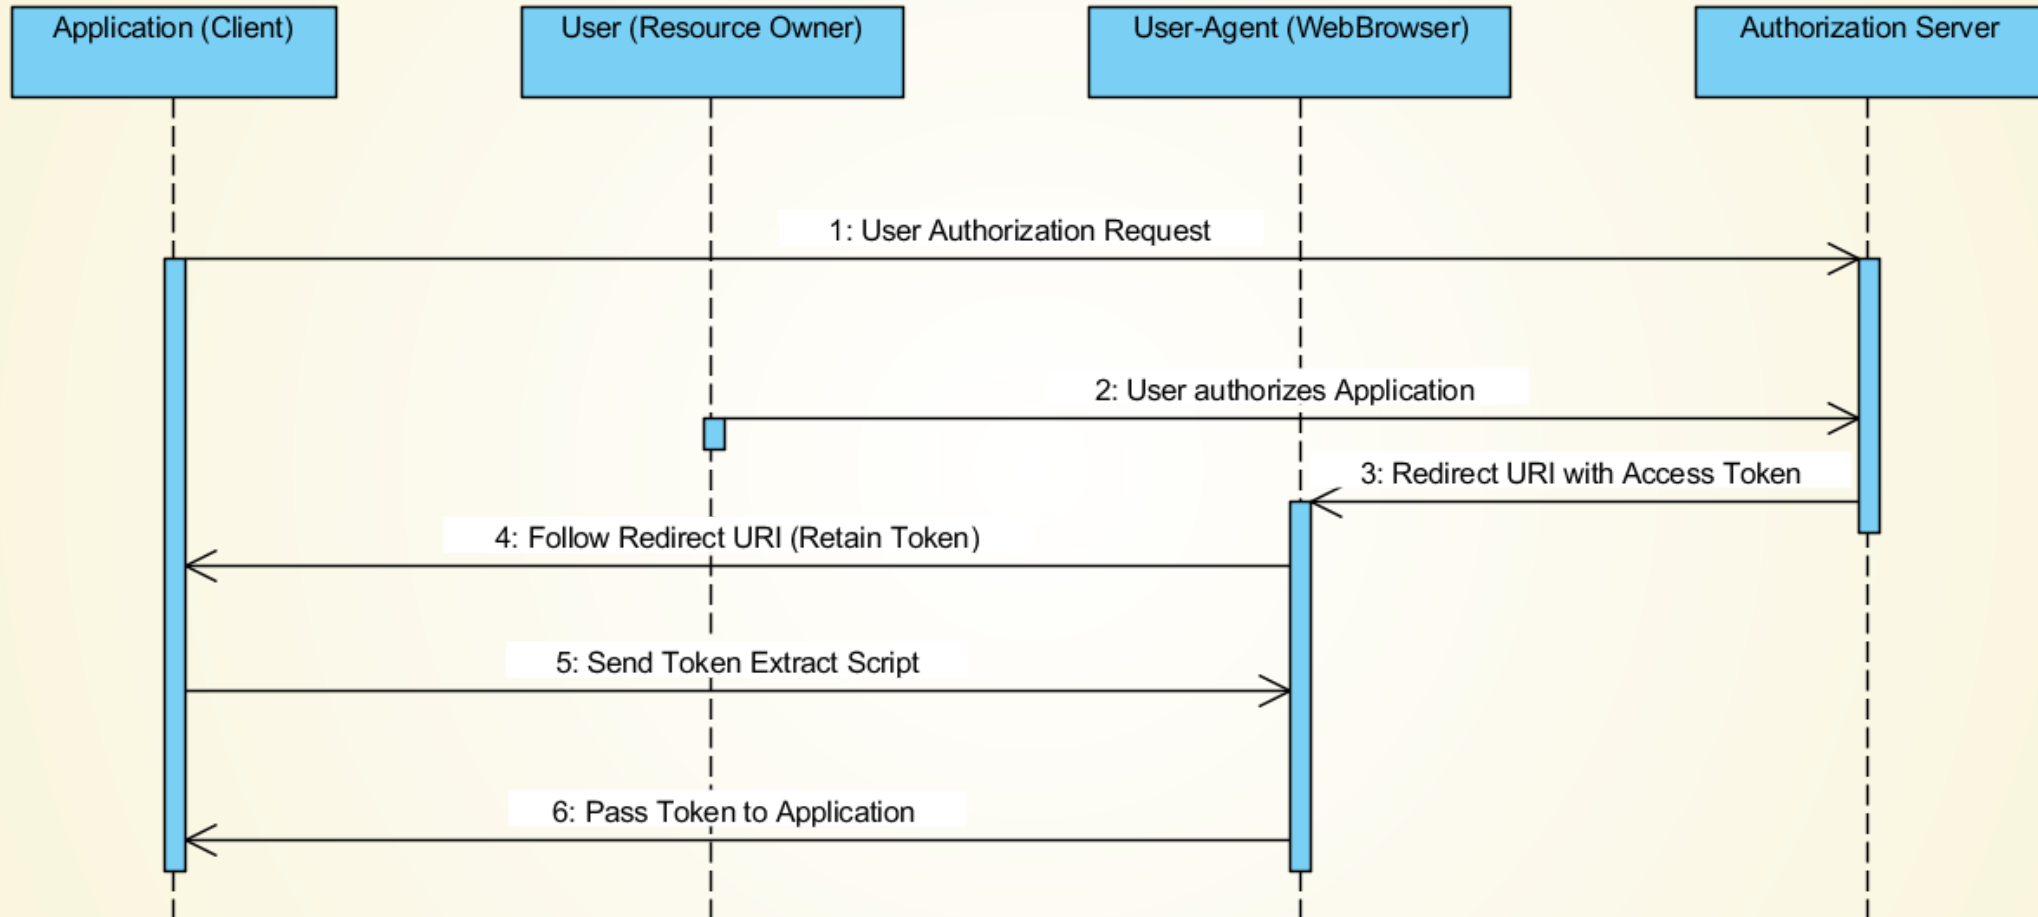 Application (Client)
User (Resource Owner)
User-Agent (WebBrowser)
Authorization Server
1: User Authorization Request
2: User authorizes Application
3: Redirect URI with Access Token
4: Follow Redirect URI (Retain Token)
5: Send Token Extract Script
6: Pass Token to Application